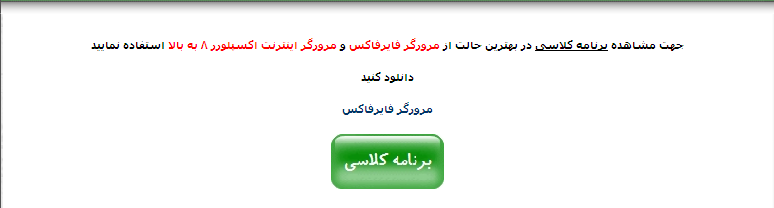 جهت مشاهده برنامه کلاسی در بهترین حالت از مرورگر فایرفاکس و مرورگر اینترنت اکسپلورر ۸ به بالا استفاده نمایید
دانلود کنید
مرورگر فایرفاکس
برنامه کلاسی